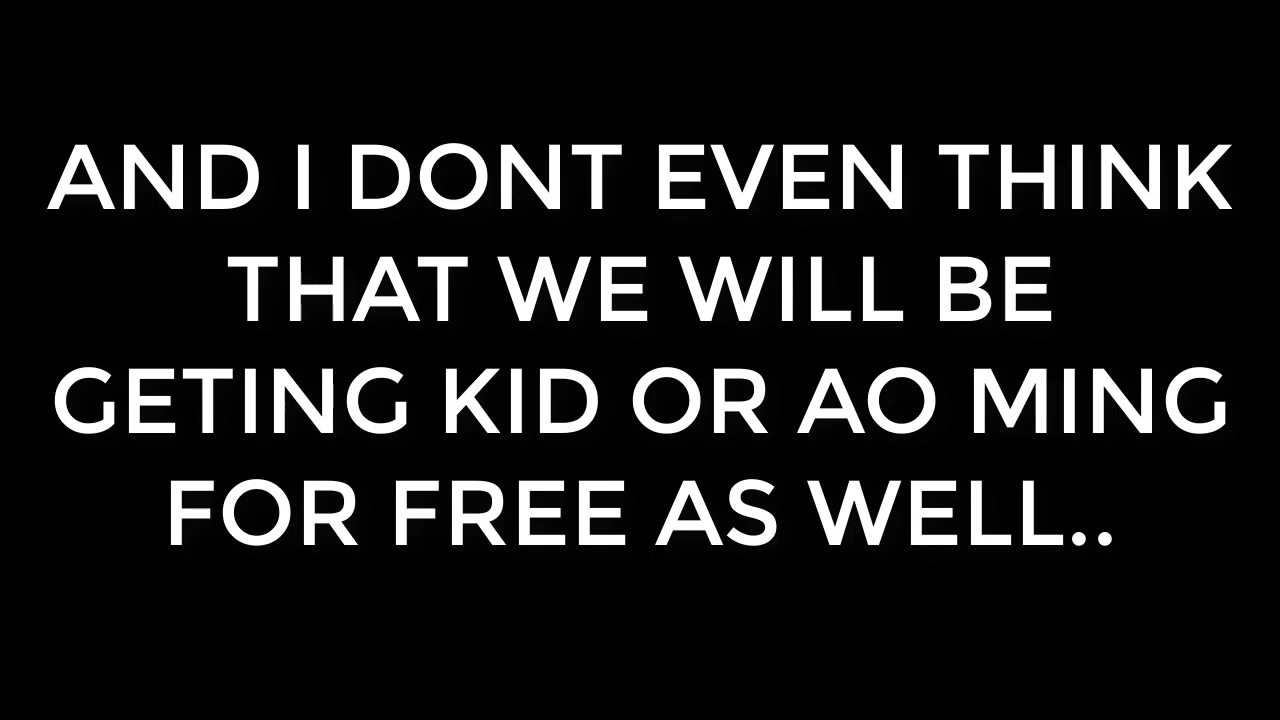 AND I DONT EVEN THINK
THAT WE WILL BE
GETING KID OR AO MING
FOR FREE AS WELL..